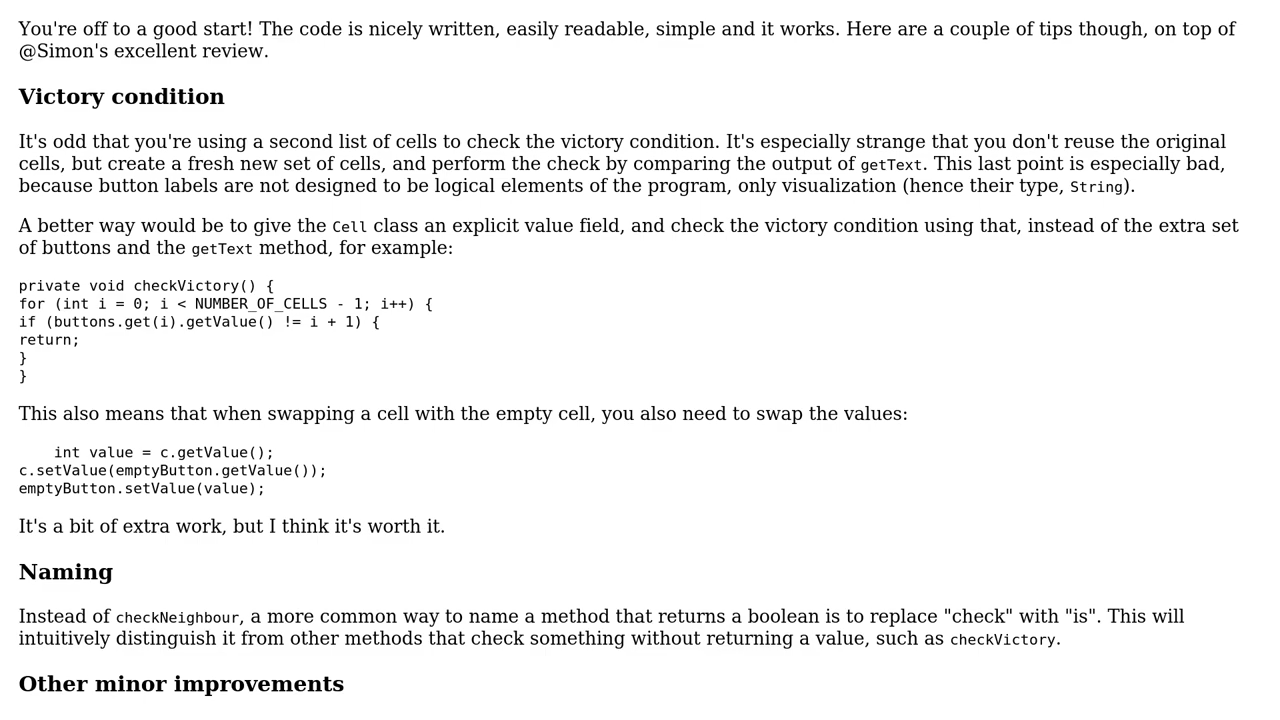 You're off to a good start! The code is nicely written, easily readable, simple and it works. Here are a couple of tips though, on top of
@Simon's excellent review.
Victory condition
It's odd that you're using a second list of cells to check the victory condition. It's especially strange that you don't reuse the original
cells, but create a fresh new set of cells, and perform the check by comparing the output of getText. This last point is especially bad,
because button labels are not designed to be logical elements of the program, only visualization (hence their type, String).
A better way would be to give the Cell class an explicit value field, and check the victory condition using that, instead of the extra set
of buttons and the getText method, for example:
private void checkVictory() {
for (int i = 0; i < NUMBER_OF_CELLS - 1; i++) {
if (buttons.get(i).getValue() != i + 1) {
return;
}
}
This also means that when swapping a cell with the empty cell, you also need to swap the values:
int value = c.getValue();
c.setValue(emptyButton.getValue());
emptyButton.setValue(value);
It's a bit of extra work, but I think it's worth it.
Naming
Instead of checkNeighbour, a more common way to name a method that returns a boolean is to replace "check" with "is". This will
intuitively distinguish it from other methods that check something without returning a value, such as checkVictory.
Other minor improvements